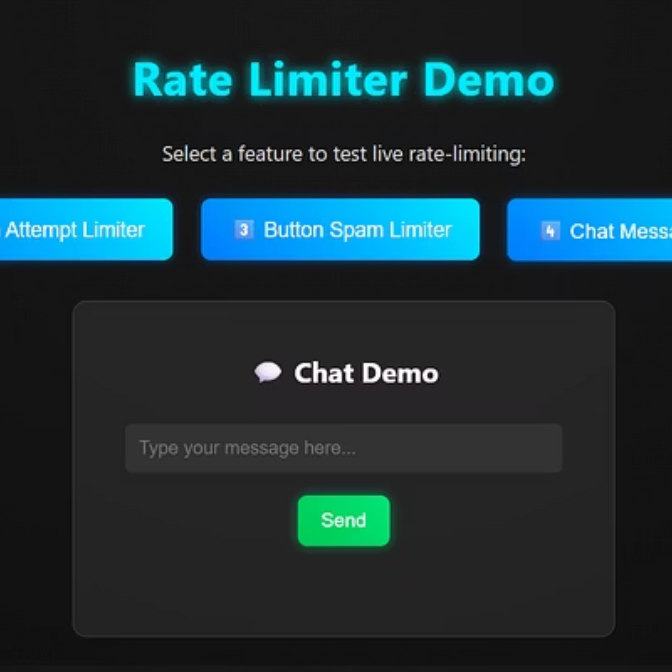 Rate Limiter Demo
Select a feature to test live rate-limiting:
Attempt Limiter
3 Button Spam Limiter
4 Chat
Chat Demo
Type your message here...
Send